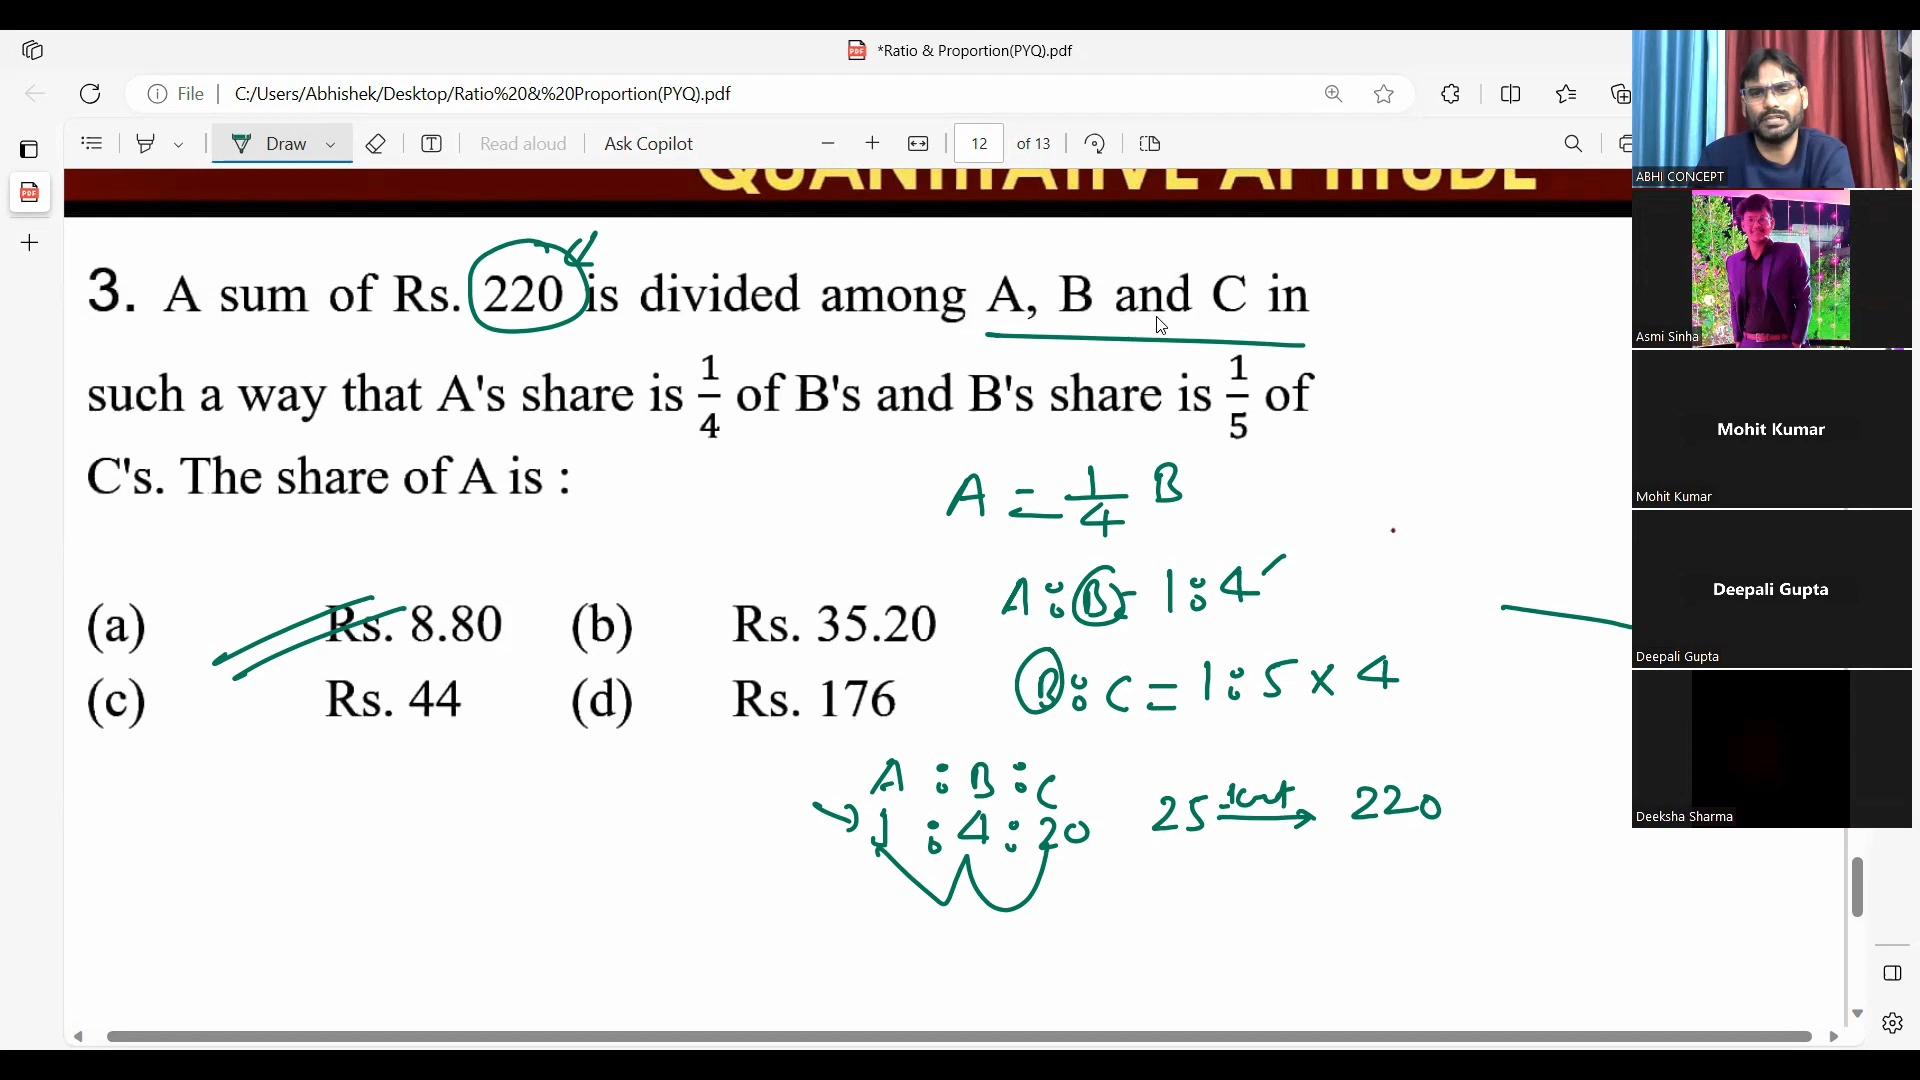 *Ratio & Proportion(PYQ).pdf
File
C:/Users/Abhishek/Desktop/Ratio%20&%20Proportion(PYQ).pdf
Draw
Read aloud
Ask Copilot
12 of 13
QUANTITATIVE APTITUDE
3. A sum of Rs. 220 is divided among A, B and C in
such a way that A's share is 1/4 of B's and B's share is 1/5 of
C's. The share of A is :
(a) Rs. 8.80 (b) Rs. 35.20
(c) Rs. 44 (d) Rs. 176
A = 1/4 B
A : B = 1 : 4
B : C = 1 : 5 x 4
A : B : C
1 : 4 : 20
25 → 220
ABHI CONCEPT
Asmi Sinha
Mohit Kumar
Mohit Kumar
Deepali Gupta
Deepali Gupta
Deeksha Sharma